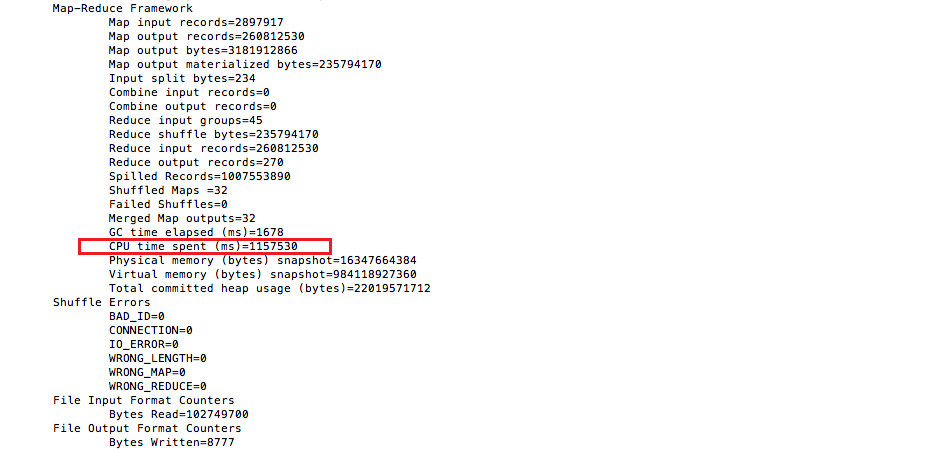 Map-Reduce Framework
Map input records=2897917
Map output records=260812530
Map output bytes=3181912866
Map output materialized bytes=235794170
Input split bytes=234
Combine input records=0
Combine output records=0
Reduce input groups=45
Reduce shuffle bytes=235794170
Reduce input records=260812530
Reduce output records=270
Spilled Records=1007553890
Shuffled Maps =32
Failed Shuffles=0
Merged Map outputs=32
GC time elapsed (ms)=1678
CPU time spent (ms)=1157530
Physical memory (bytes) snapshot=16347664384
Virtual memory (bytes) snapshot=984118927360
Total committed heap usage (bytes)=22019571712
Shuffle Errors
BAD_ID=0
CONNECTION=0
IO_ERROR=0
WRONG_LENGTH=0
WRONG_MAP=0
WRONG_REDUCE=0
File Input Format Counters
Bytes Read=102749700
File Output Format Counters
Bytes Written=8777